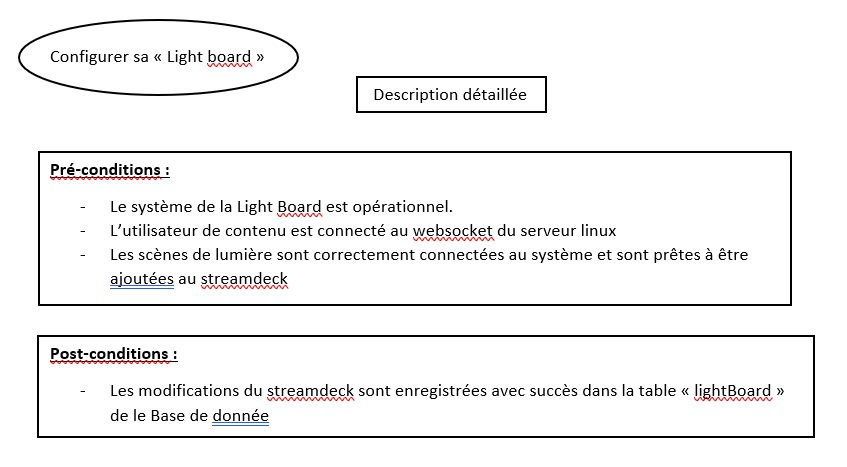 Configurer sa « Light board »
Description détaillée
Pré-conditions :
- Le système de la Light Board est opérationnel.
- L’utilisateur de contenu est connecté au websocket du serveur linux
- Les scènes de lumière sont correctement connectées au système et sont prêtes à être
ajoutées au streamdeck
Post-conditions :
- Les modifications du streamdeck sont enregistrées avec succès dans la table « lightBoard »
de le Base de donnée